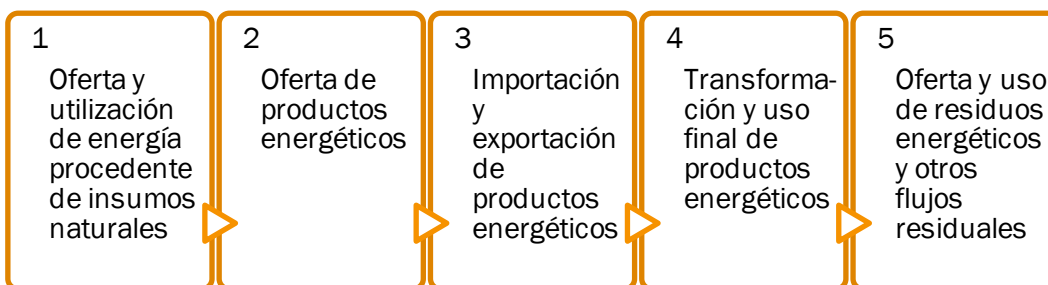 1
Oferta y
utilización
de energía
procedente
de insumos
naturales
2
Oferta de
productos
energéticos
3
Importación
y
exportación
de
productos
energéticos
4
Transforma-
ción y uso
final de
productos
energéticos
5
Oferta y uso
de residuos
energéticos
y otros
flujos
residuales